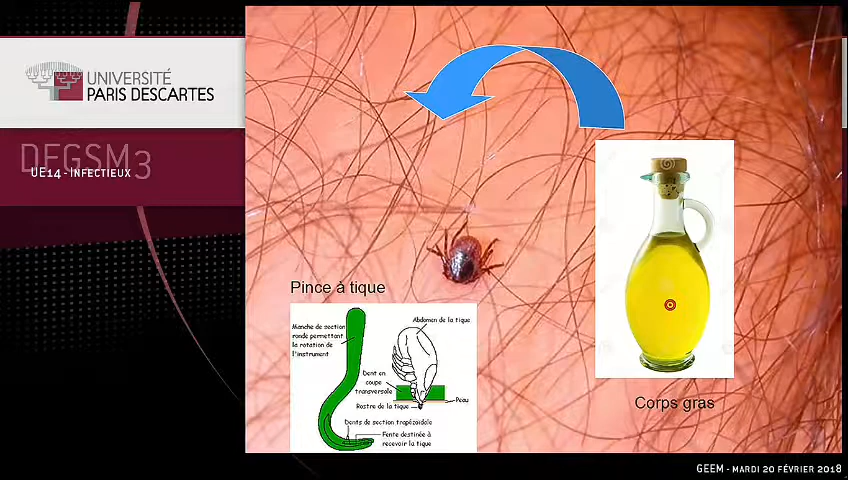 UNIVERSITÉ
PARIS DESCARTES
DFGSM3
UE14 - INFECTIEUX
Pince à tique
Manche de section
ronde permettant
la rotation de
l'instrument
Abdomen de la tique
Dent en
coupe
transversale
Rostre de la tique
Peau
Dents de section trapézoïdale
Fente destinée à
recevoir la tique
Corps gras
GEEM - MARDI 20 FÉVRIER 2018